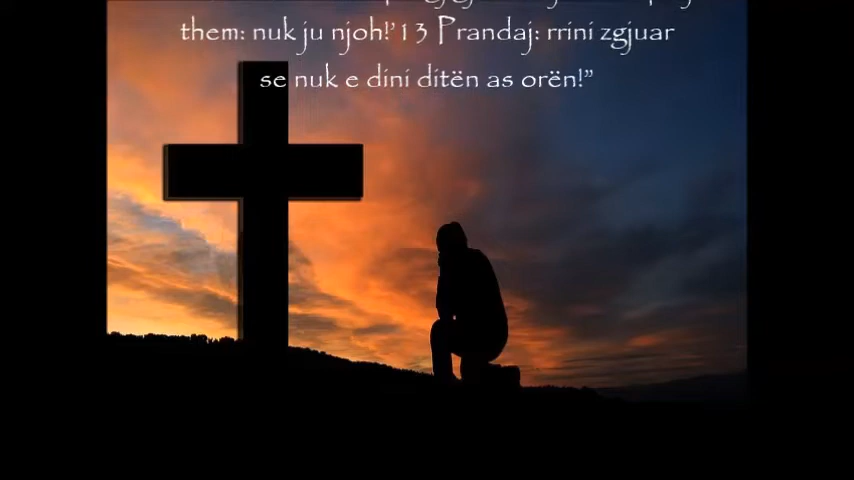 them: nuk ju njoh!’13 Prandaj: rrini zgjuar
se nuk e dini ditën as orën!”